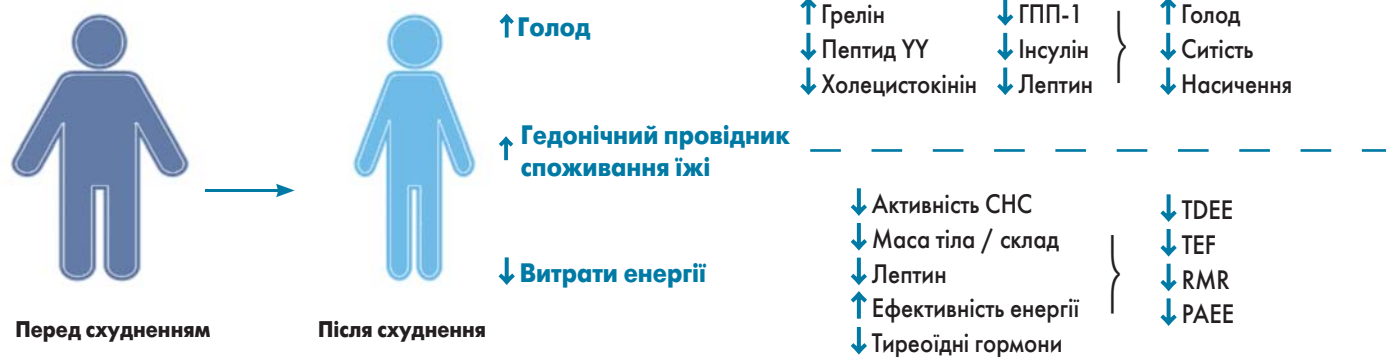 ↑ Голод
↑ Гедонічний провідник
споживання їжі
↓ Витрати енергії
Перед схудненням
Після схуднення
↑ Грелін
↓ Пептид YY
↓ Холецистокінін
↓ ГПП-1
↓ Інсулін
↓ Лептин
↑ Голод
↓ Ситість
↓ Насичення
↓ Активність СНС
↓ Маса тіла / склад
↓ Лептин
↑ Ефективність енергії
↓ Тиреоїдні гормони
↓ TDEE
↓ TEF
↓ RMR
↓ PAEE